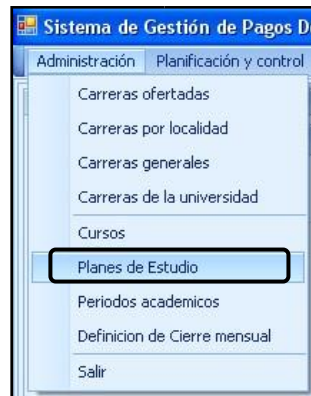 Sistema de Gestión de Pagos D
Administración Planificación y control
Carreras ofertadas
Carreras por localidad
Carreras generales
Carreras de la universidad
Cursos
Planes de Estudio
Periodos academicos
Definicion de Cierre mensual
Salir